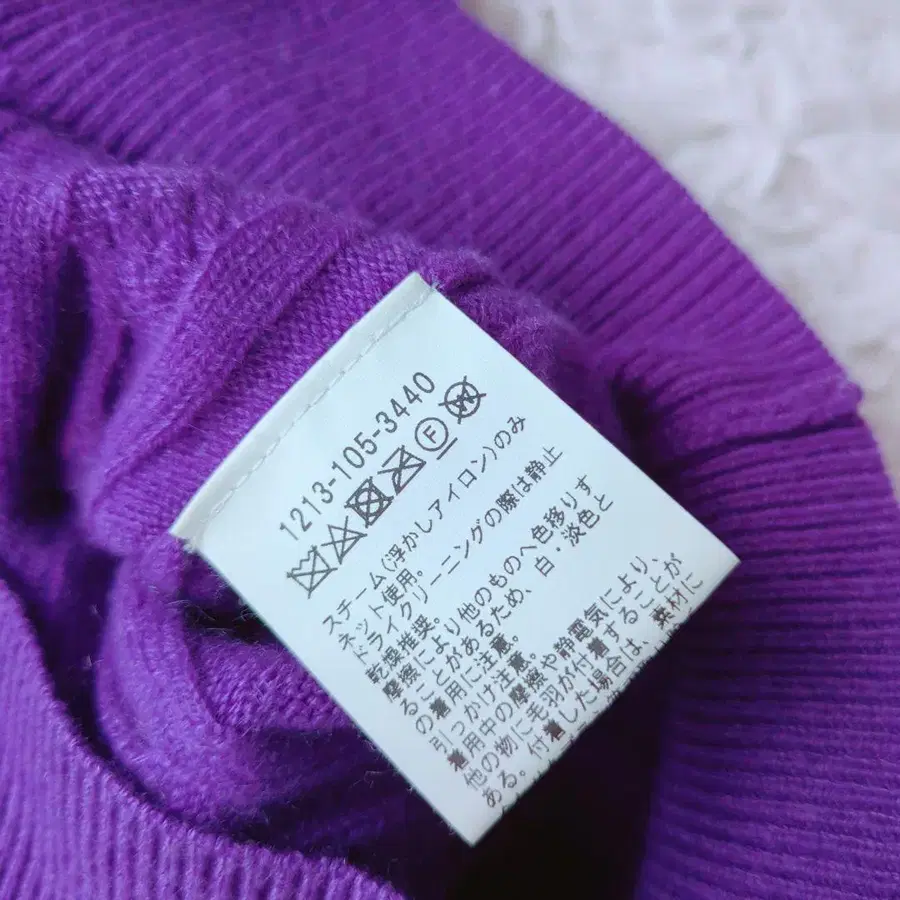 1213-105-3440
F W
スチーム(浮かしアイロン)のみ
ネット使用。
ドライクリーニングの際は静止
乾燥推奨。
摩擦により他のものへ色移りす
ることがあるため、白・淡色と
の着用に注意。
引っかけ注意。
着用中の摩擦や静電気により、
他の物に毛羽が付着することが
ある。付着した場合は、素材に